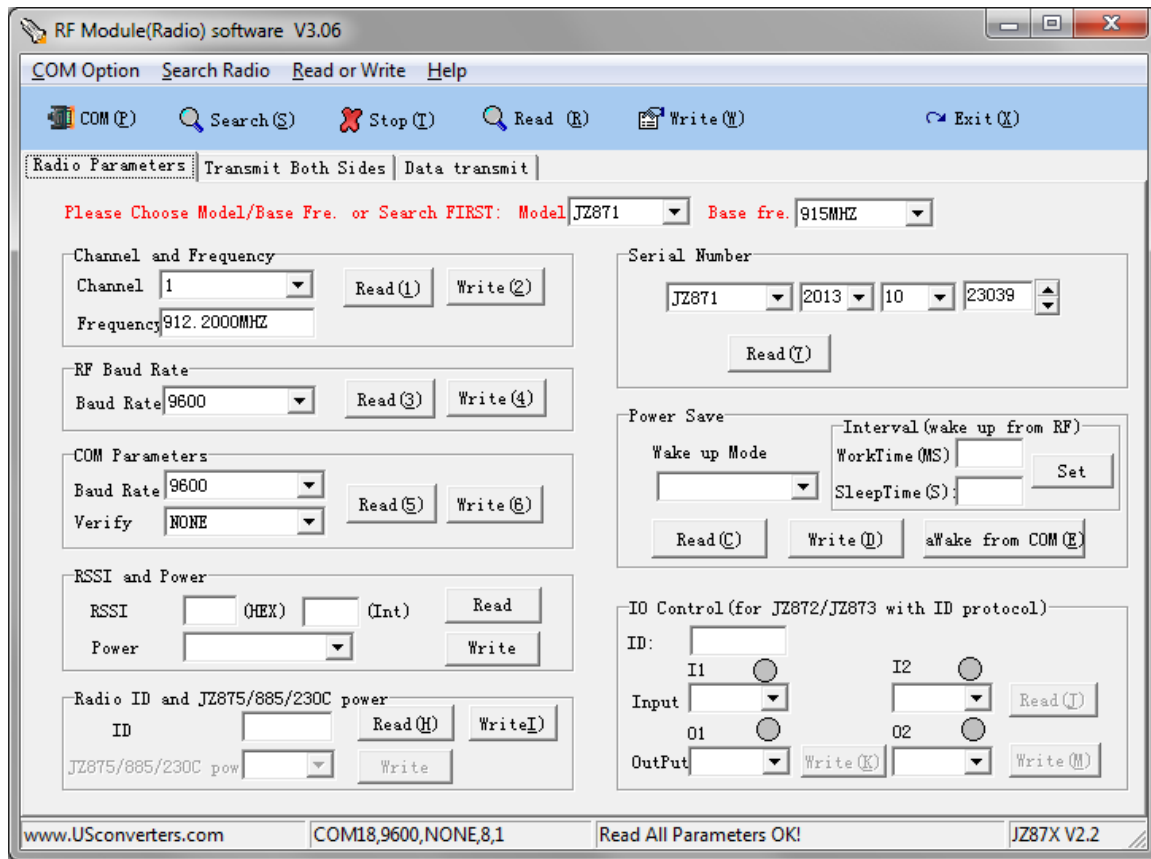 RF Module(Radio) software V3.06
COM Option Search Radio Read or Write Help
COM(P) Search(S) Stop(T) Read (R) Write(W) Exit(X)
Radio Parameters Transmit Both Sides Data transmit
Please Choose Model/Base Fre. or Search FIRST: Model JZ871 Base fre. 915MHZ
Channel and Frequency
Channel 1 Read(1) Write(2)
Frequency 912.2000MHZ
RF Baud Rate
Baud Rate 9600 Read(3) Write(4)
COM Parameters
Baud Rate 9600
Verify NONE
Read(5) Write(6)
RSSI and Power
RSSI (HEX) (Int) Read
Power Write
Radio ID and JZ875/885/230C power
ID Read(H) WriteI)
JZ875/885/230C pow Write
Serial Number
JZ871 2013 10 23039
Read(7)
Power Save
Wake up Mode
Interval(wake up from RF)
WorkTime(MS)
SleepTime(S):
Set
Read(C) Write(D) aWake from COM(E)
IO Control(for JZ872/JZ873 with ID protocol)
ID:
I1 I2
Input Read(J)
O1 O2
OutPut Write(K) Write(M)
www.USconverters.com COM18,9600,NONE,8,1 Read All Parameters OK! JZ87X V2.2